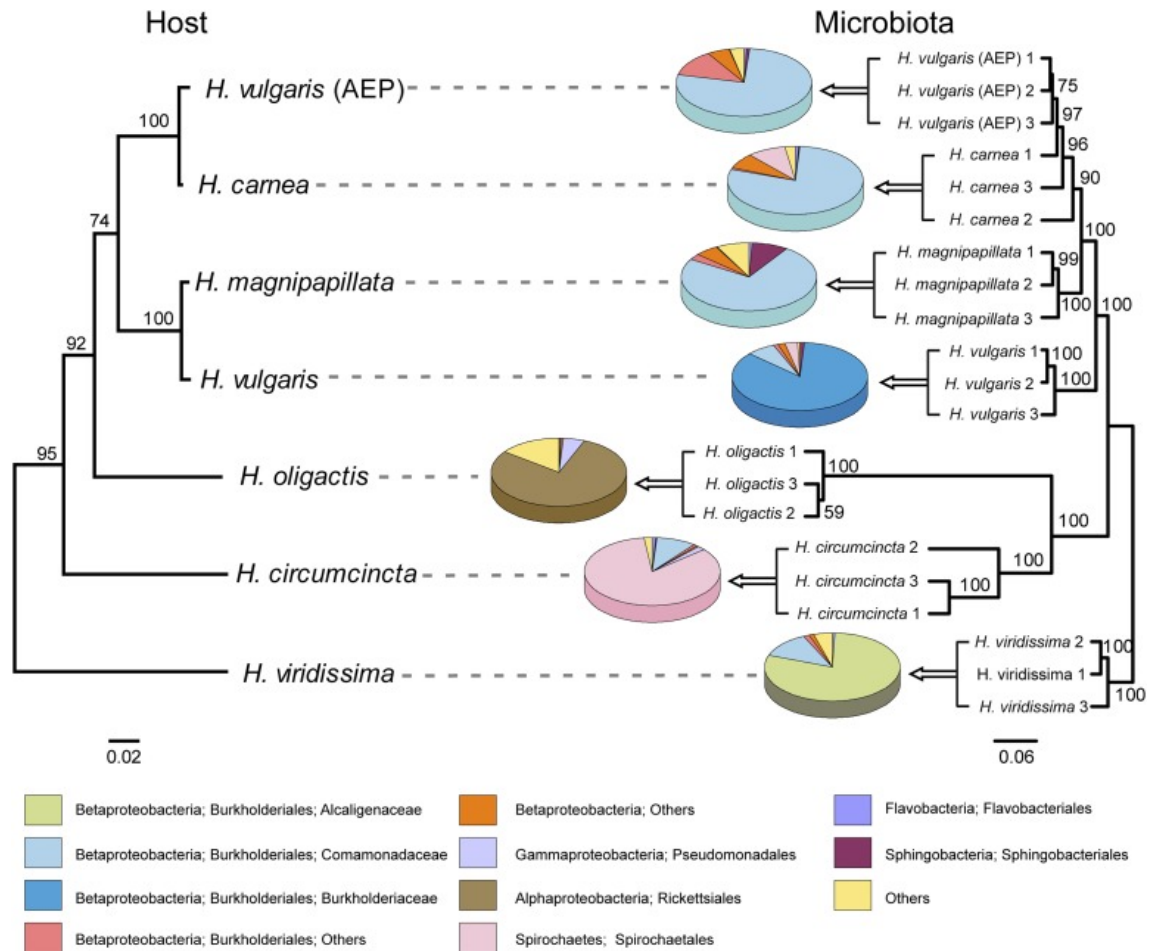 Host
Microbiota
H. vulgaris (AEP)
H. vulgaris (AEP) 1
75
H. vulgaris (AEP) 2
97
100
H. vulgaris (AEP) 3
96
H. carnea 1
90
H. carnea
H. carnea 3
H. carnea 2
74
100
H. magnipapillata 1
99
H. magnipapillata
H. magnipapillata 2
100
100
H. magnipapillata 3
100
92
H. vulgaris 1
100
H. vulgaris
H. vulgaris 2
100
H. vulgaris 3
95
H. oligactis 1
100
H. oligactis
H. oligactis 3
H. oligactis 2
59
100
H. circumcincta 2
100
H. circumcincta
H. circumcincta 3
100
H. circumcincta 1
H. viridissima 2
100
H. viridissima
H. viridissima 1
100
H. viridissima 3
0.02
0.06
Betaproteobacteria; Burkholderiales; Alcaligenaceae
Betaproteobacteria; Burkholderiales; Comamonadaceae
Betaproteobacteria; Burkholderiales; Burkholderiaceae
Betaproteobacteria; Burkholderiales; Others
Betaproteobacteria; Others
Gammaproteobacteria; Pseudomonadales
Alphaproteobacteria; Rickettsiales
Spirochaetes; Spirochaetales
Flavobacteria; Flavobacteriales
Sphingobacteria; Sphingobacteriales
Others